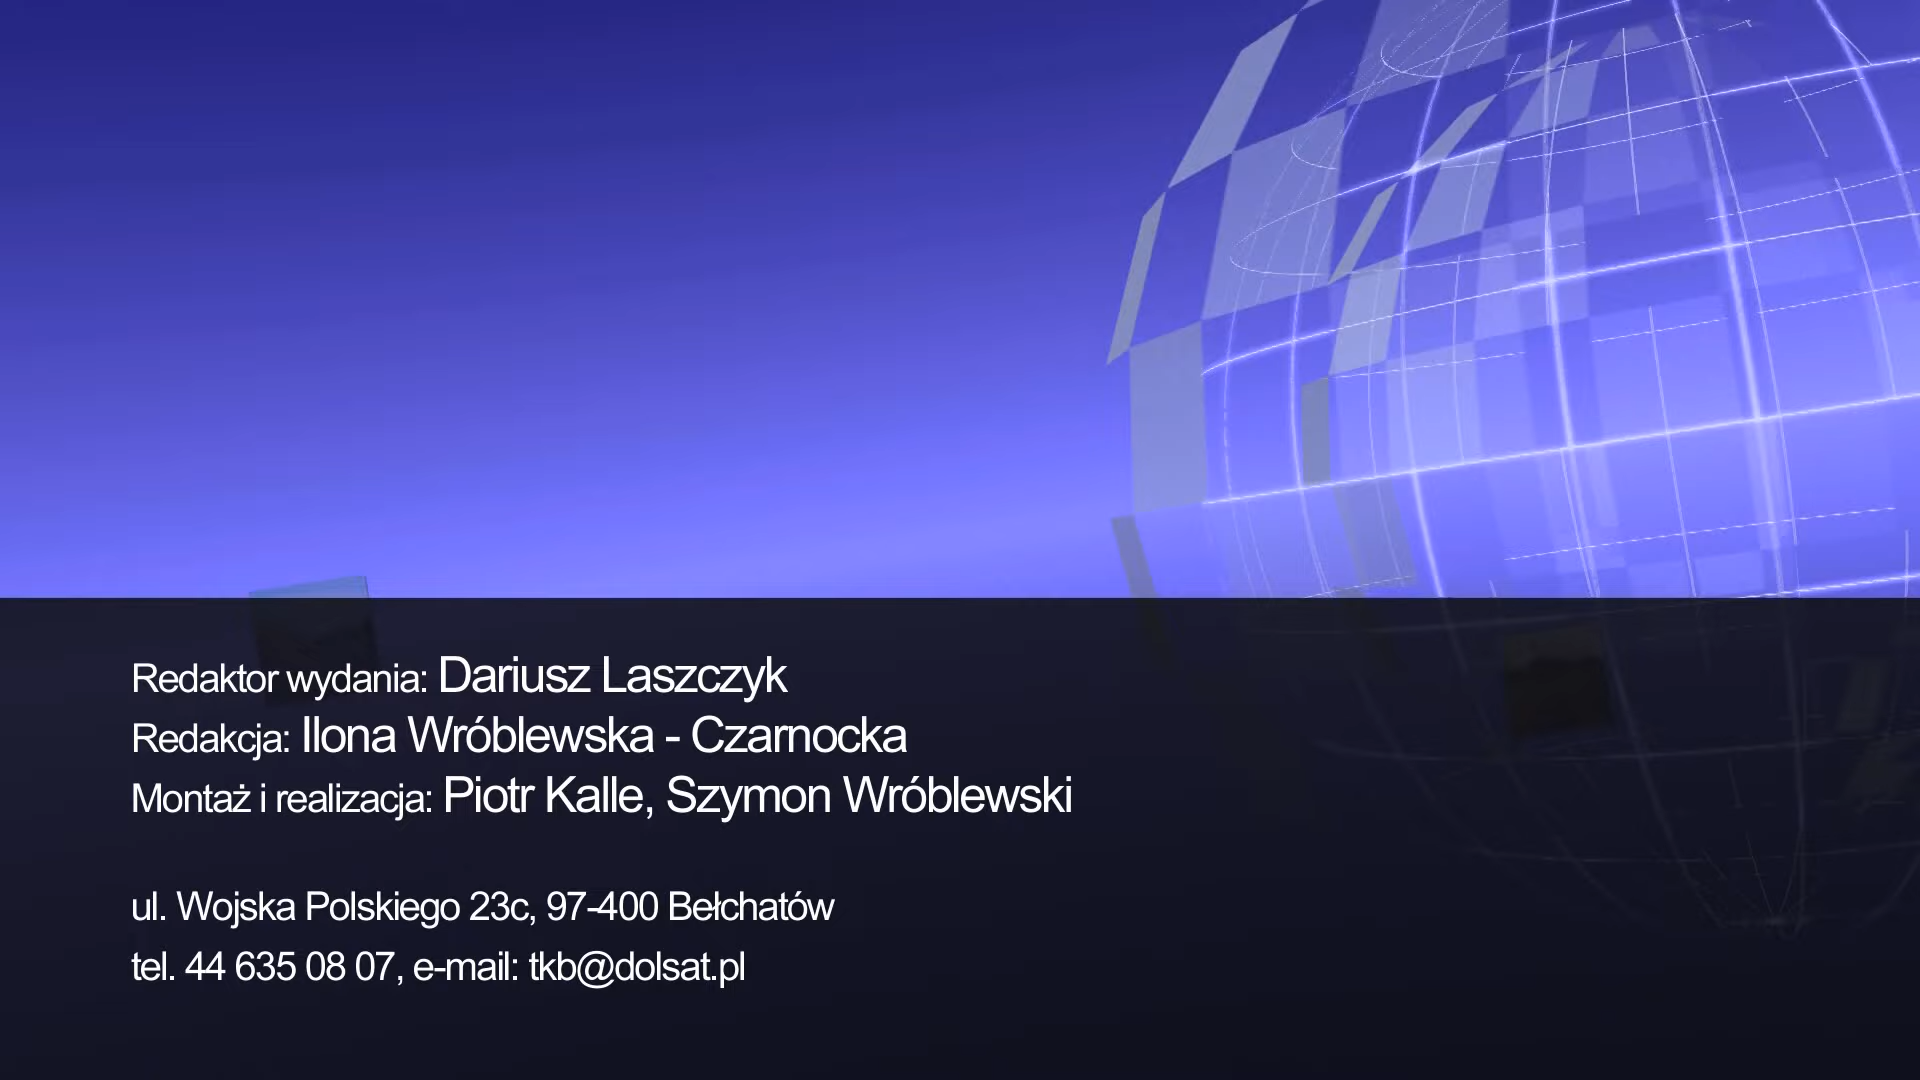 Redaktor wydania: Dariusz Laszczyk
Redakcja: Ilona Wróblewska - Czarnocka
Montaż i realizacja: Piotr Kalle, Szymon Wróblewski
ul. Wojska Polskiego 23c, 97-400 Bełchatów
tel. 44 635 08 07, e-mail: tkb@dolsat.pl